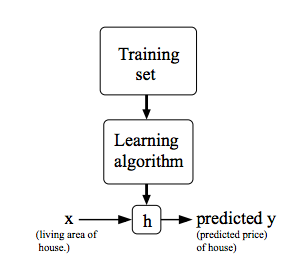 Training
set
Learning
algorithm
x
h
predicted y
(living area of
house.)
(predicted price)
of house)